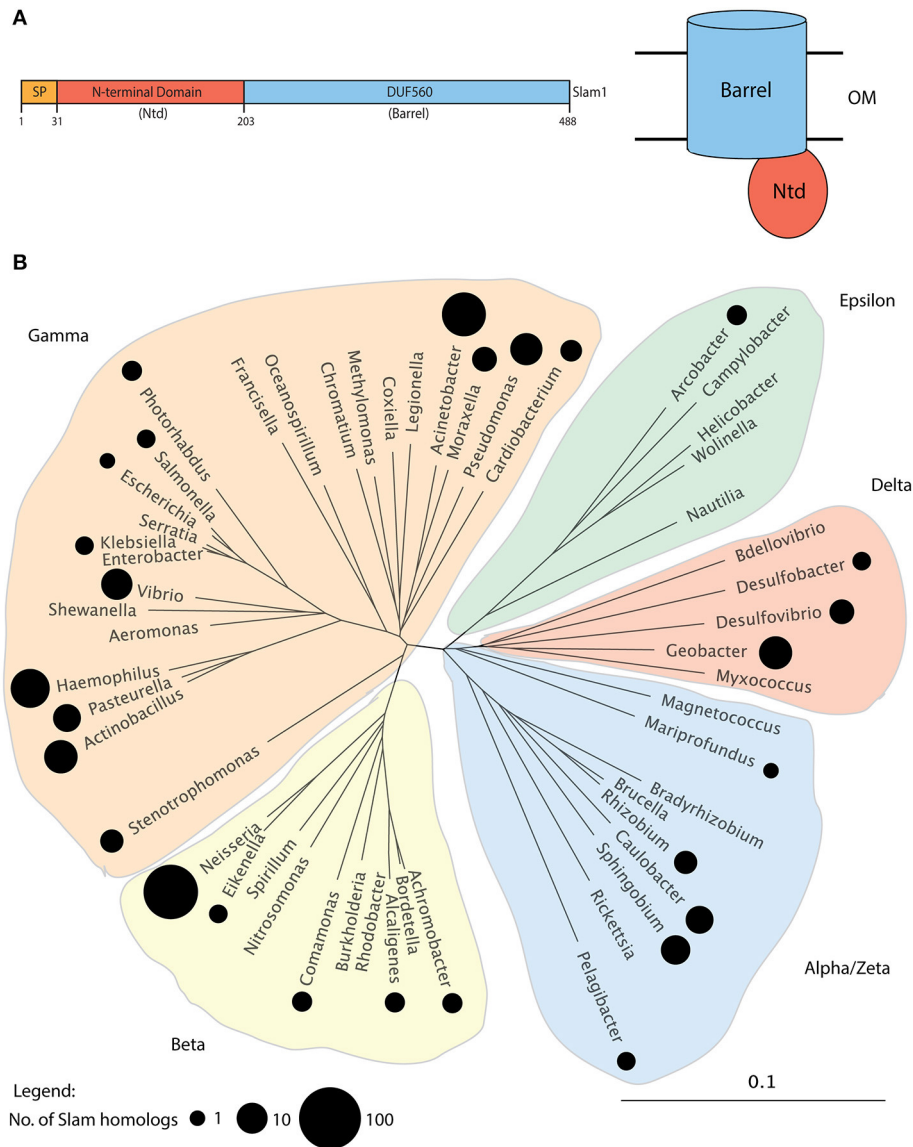 A
SP
N-terminal Domain
DUF560
Slam1
1
31
(Ntd)
203
(Barrel)
488
Barrel
OM
Ntd
B
Gamma
Epsilon
Delta
Alpha/Zeta
Beta
Photorhabdus
Salmonella
Escherichia
Serratia
Klebsiella
Enterobacter
Vibrio
Shewanella
Aeromonas
Haemophilus
Pasteurella
Actinobacillus
Stenotrophomonas
Francisella
Oceanospirillum
Chromatium
Methylomonas
Coxiella
Legionella
Acinetobacter
Moraxella
Pseudomonas
Cardiobacterium
Arcobacter
Campylobacter
Helicobacter
Wolinella
Nautilia
Bdellovibrio
Desulfobacter
Desulfovibrio
Geobacter
Myxococcus
Magnetococcus
Mariprofundus
Bradyrhizobium
Brucella
Rhizobium
Caulobacter
Sphingobium
Rickettsia
Pelagibacter
Neisseria
Eikenella
Spirillum
Nitrosomonas
Comamonas
Burkholderia
Rhodobacter
Alcaligenes
Bordetella
Achromobacter
Legend:
No. of Slam homologs
1
10
100
0.1